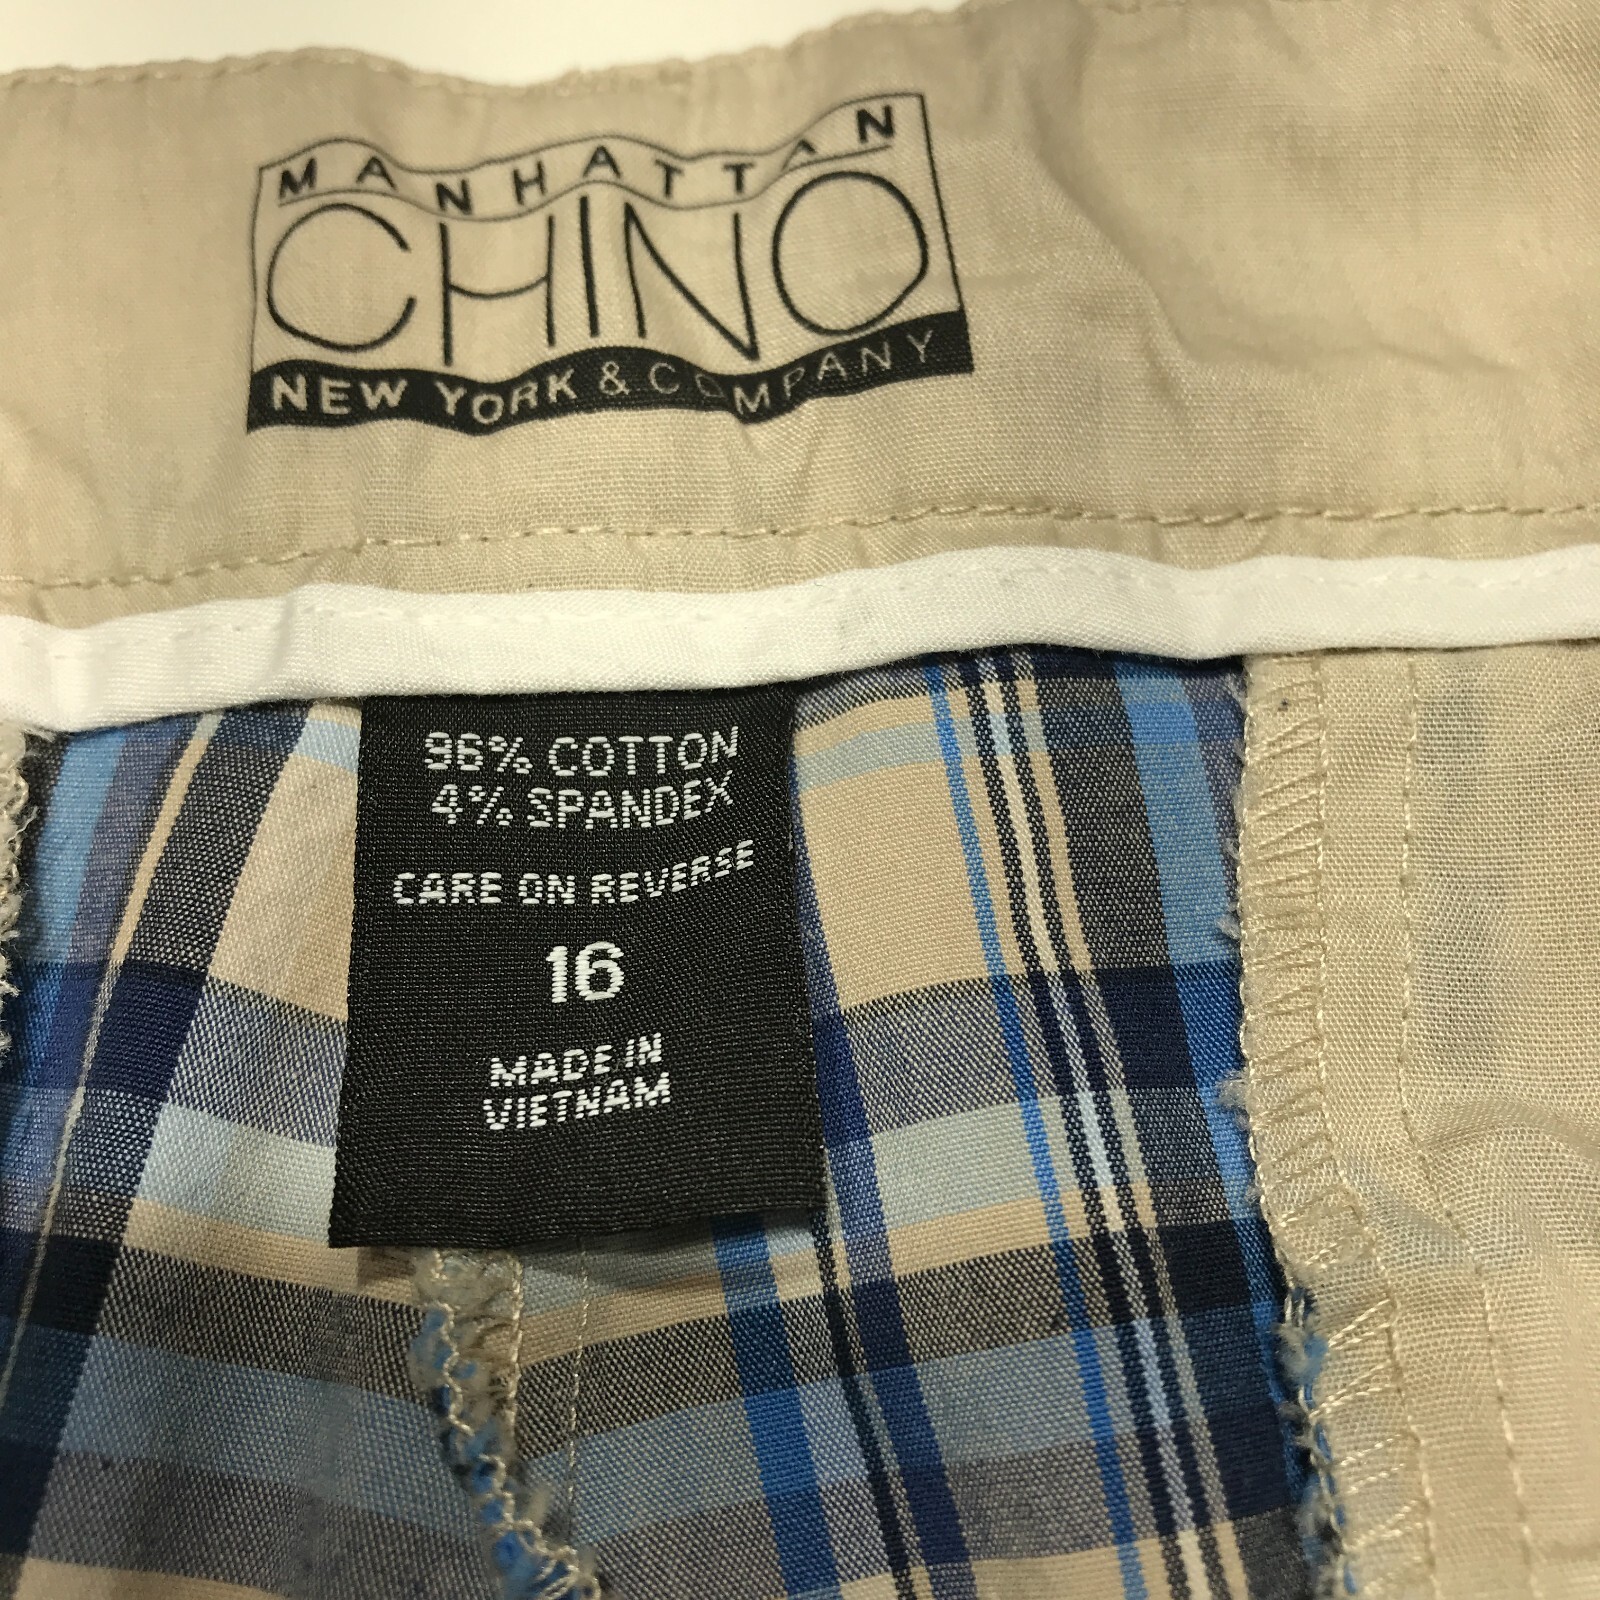 MANHATTAN
CHINO
NEW YORK & COMPANY
96% COTTON
4% SPANDEX
CARE ON REVERSE
16
MADE IN
VIETNAM